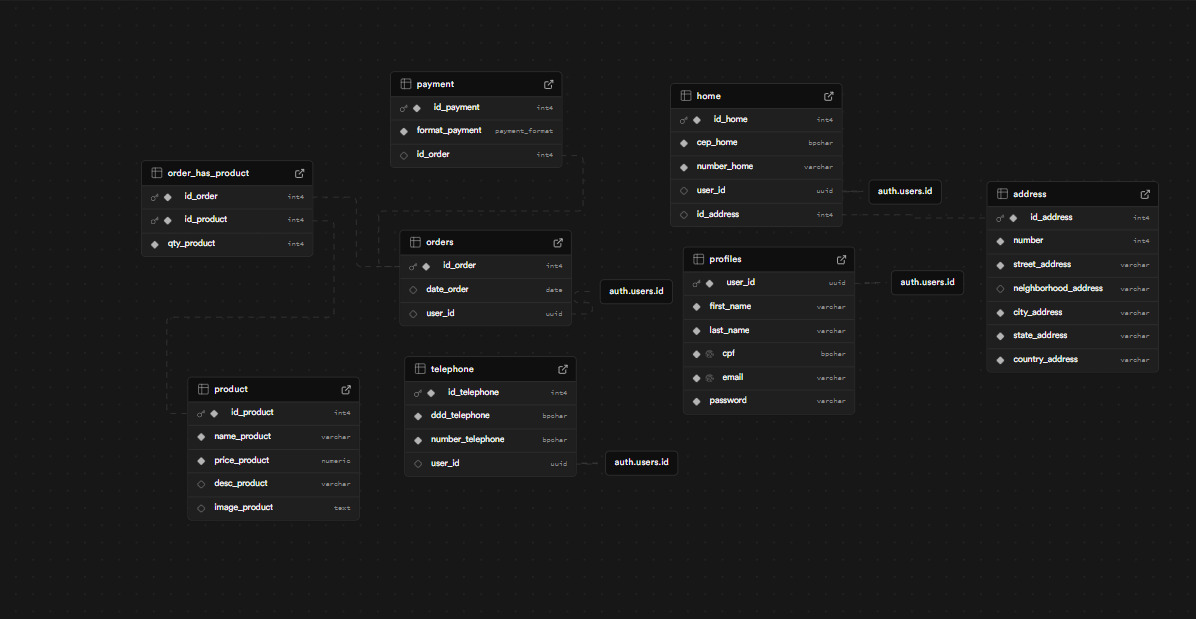 payment
id_payment int4
format_payment payment_format
id_order int4
home
id_home int4
cep_home bpchar
number_home varchar
user_id uuid
id_address int4
auth.users.id
order_has_product
id_order int4
id_product int4
qty_product int4
address
id_address int4
number int4
street_address varchar
neighborhood_address varchar
city_address varchar
state_address varchar
country_address varchar
orders
id_order int4
date_order date
user_id uuid
auth.users.id
profiles
user_id uuid
first_name varchar
last_name varchar
cpf bpchar
email varchar
password varchar
auth.users.id
telephone
id_telephone int4
ddd_telephone bpchar
number_telephone bpchar
user_id uuid
auth.users.id
product
id_product int4
name_product varchar
price_product numeric
desc_product varchar
image_product text